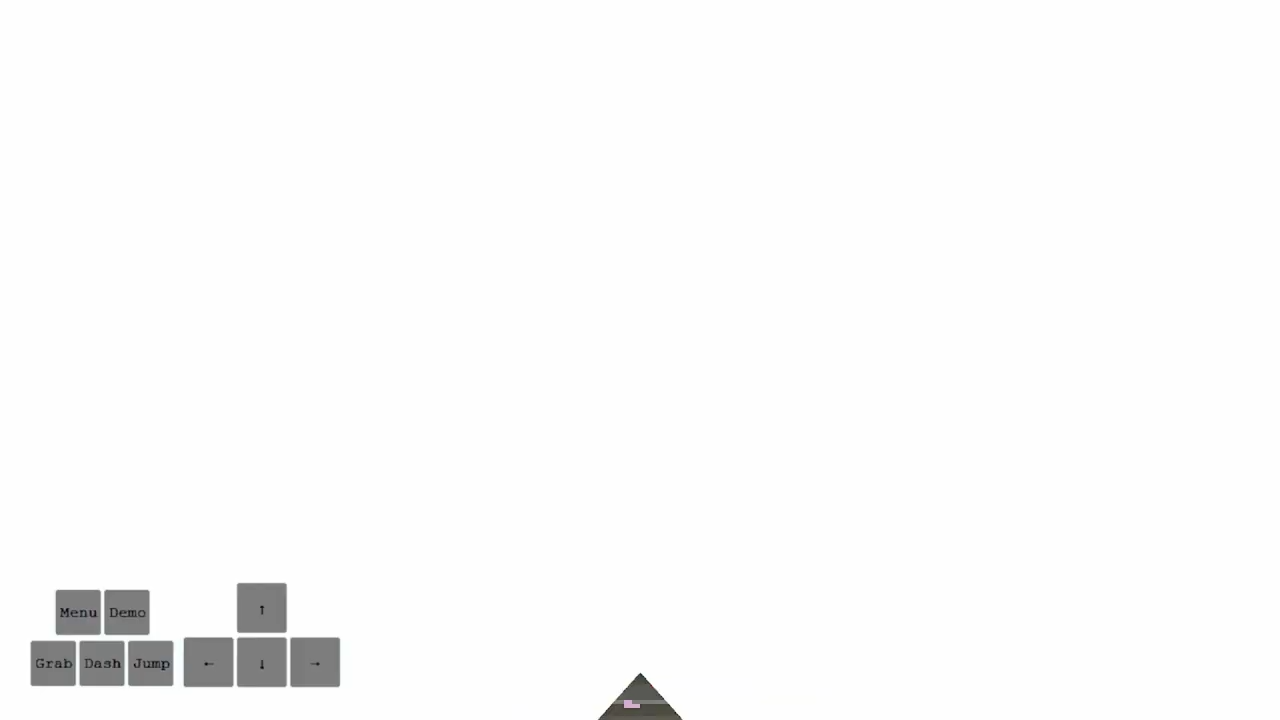 ↑
Menu Demo
Grab Dash Jump ← ↓ →